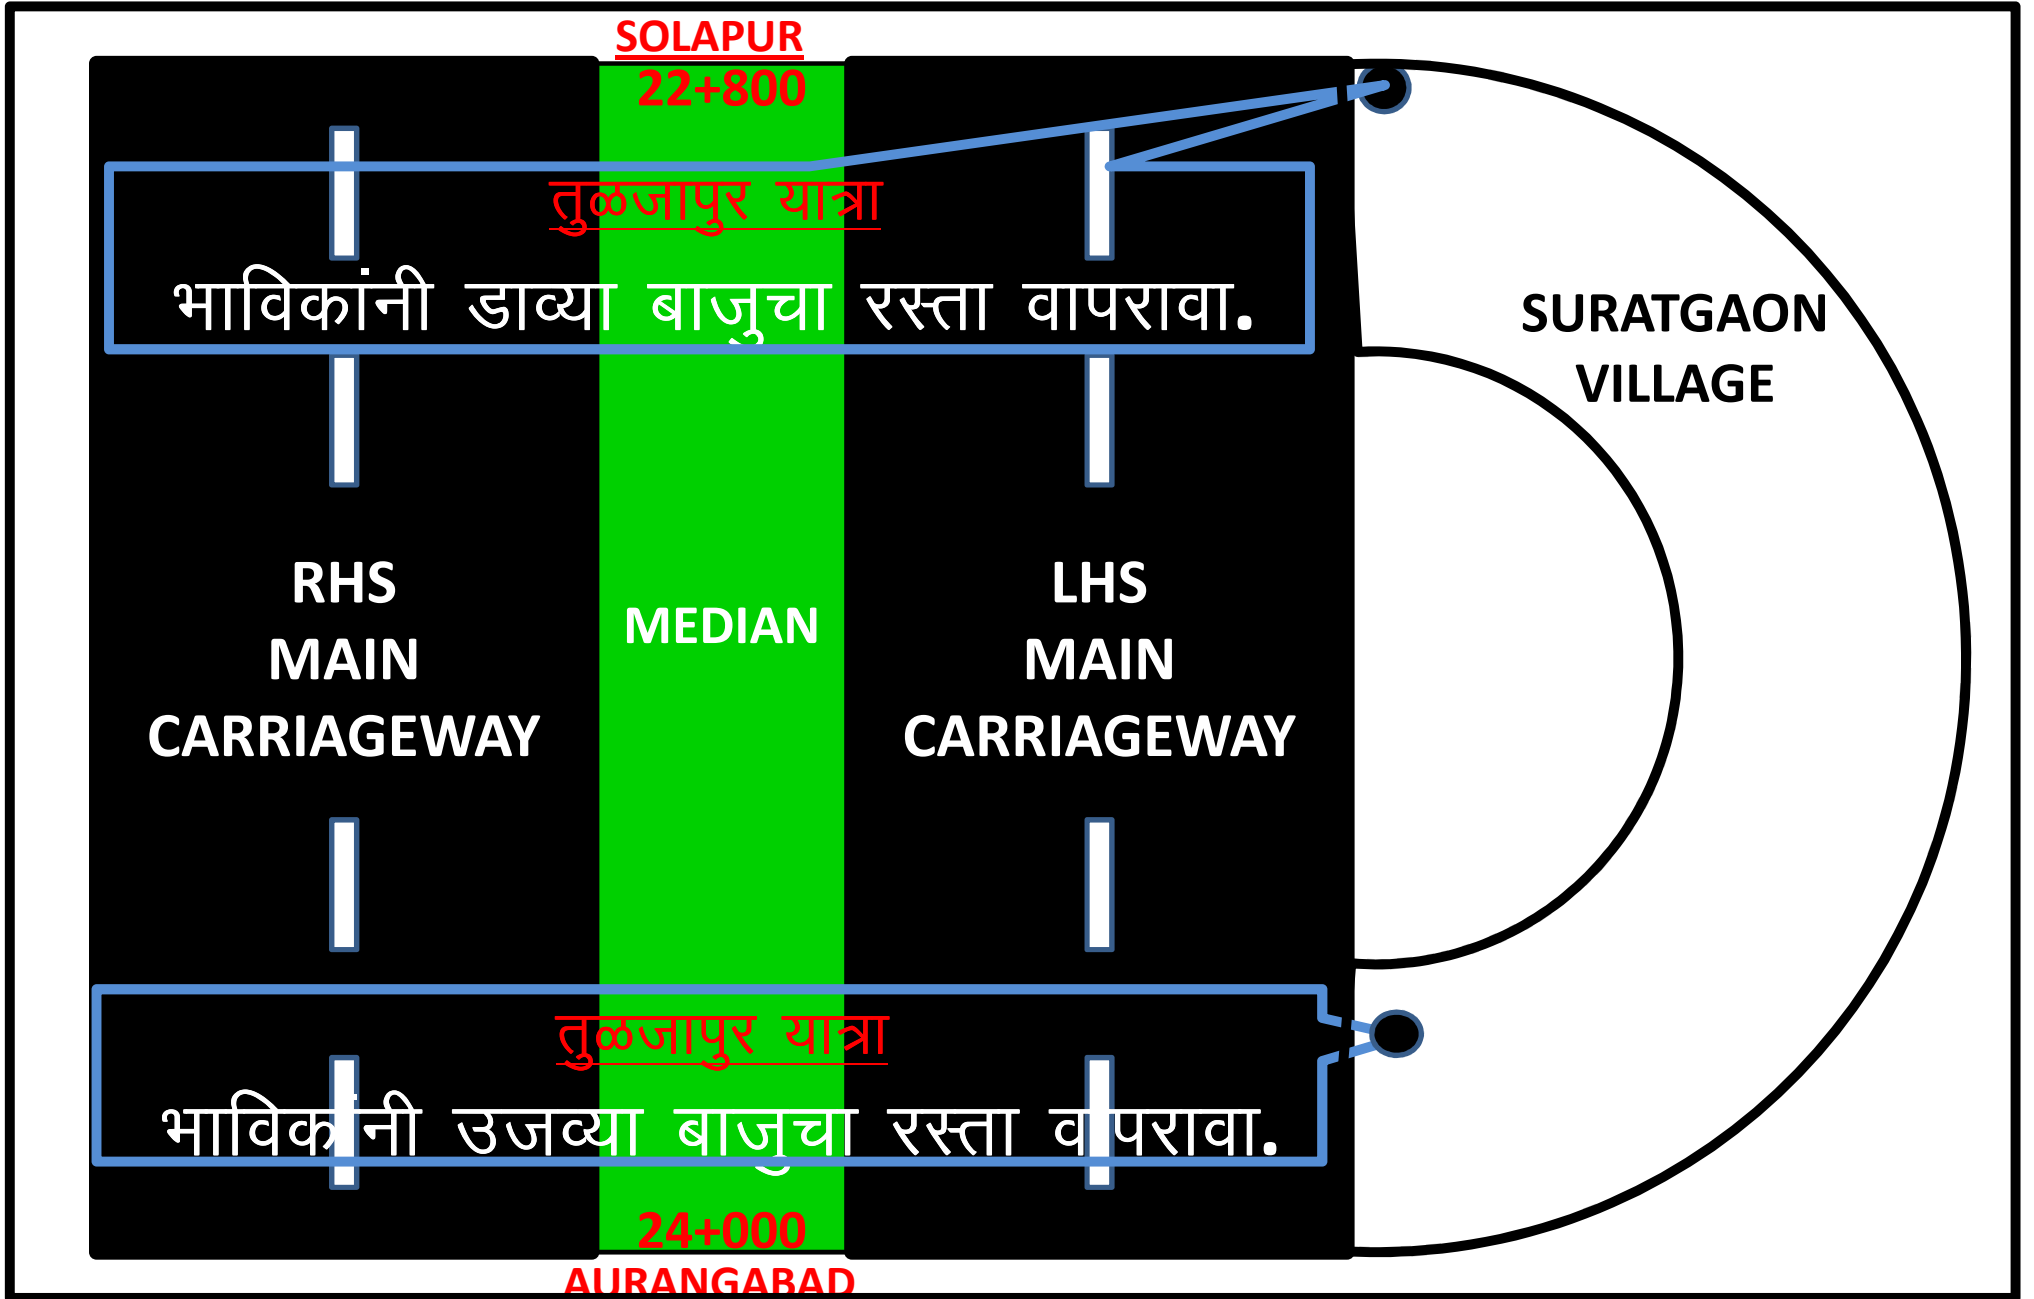 SOLAPUR
22+800
तुळजापुर यात्रा
भाविकांनी डाव्या बाजुचा रस्ता वापरावा.
SURATGAON
VILLAGE
RHS
MAIN
CARRIAGEWAY
MEDIAN
LHS
MAIN
CARRIAGEWAY
तुळजापुर यात्रा
भाविकांनी उजव्या बाजुचा रस्ता वापरावा.
24+000
AURANGABAD